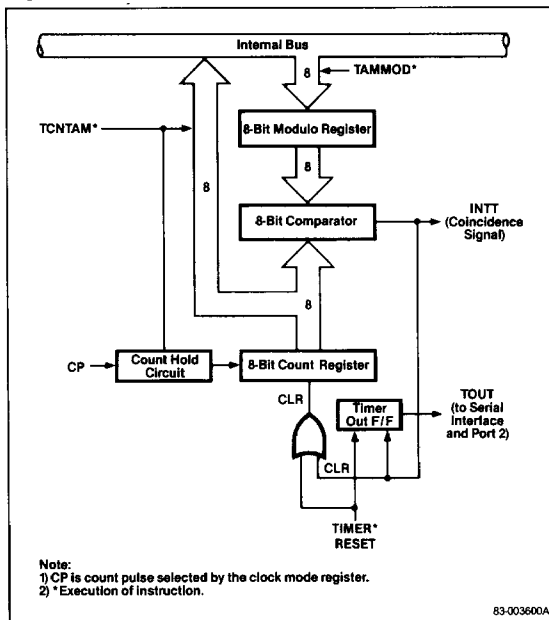 Internal Bus
8
TAMMOD*
TCNTAM*
8-Bit Modulo Register
8
8
8-Bit Comparator
INTT
(Coincidence
Signal)
8
CP
Count Hold
Circuit
8-Bit Count Register
CLR
Timer
Out F/F
TOUT
(to Serial
Interface
and Port 2)
CLR
TIMER*
RESET
Note:
1) CP is count pulse selected by the clock mode register.
2) *Execution of instruction.
83-003600A